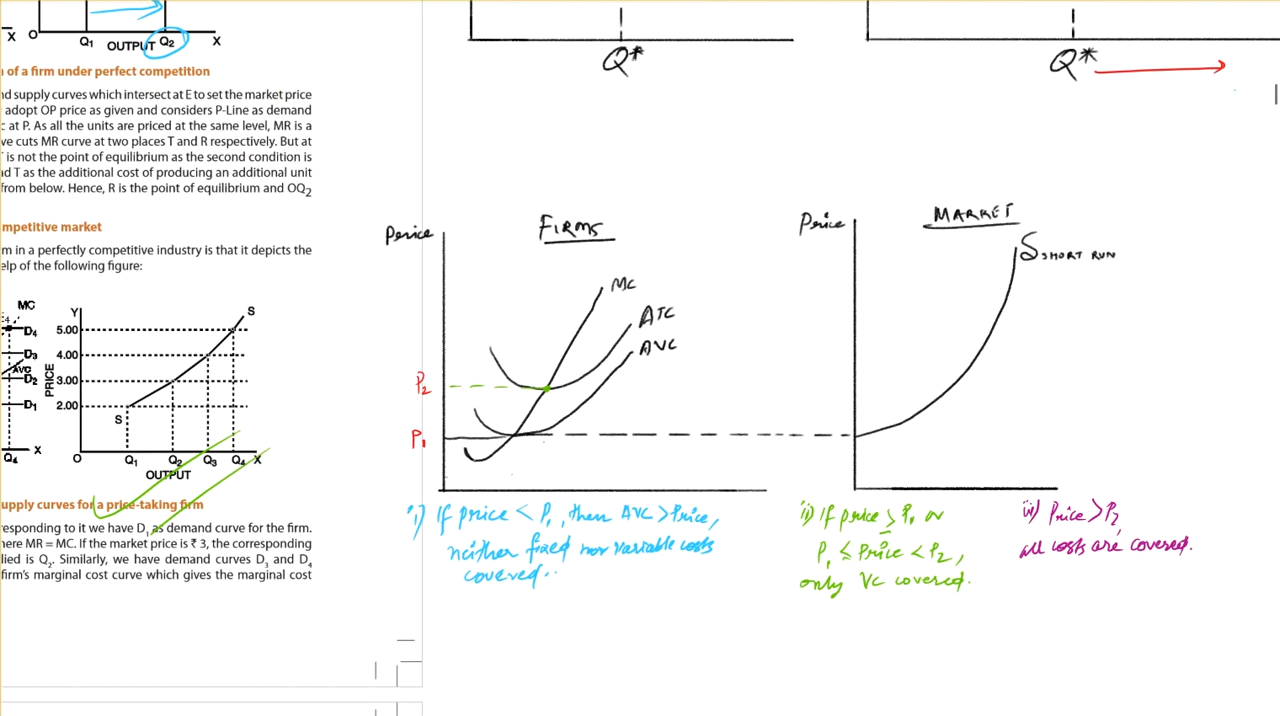 X O Q1 OUTPUT Q2 X
of a firm under perfect competition
d supply curves which intersect at E to set the market price
adopt OP price as given and considers P-Line as demand
at P. As all the units are priced at the same level, MR is a
ve cuts MR curve at two places T and R respectively. But at
is not the point of equilibrium as the second condition is
d T as the additional cost of producing an additional unit
from below. Hence, R is the point of equilibrium and OQ2
mpetitive market
m in a perfectly competitive industry is that it depicts the
elp of the following figure:
MC
D4
D3
AVC
D2
D1
X
Q4
Y
S
5.00
4.00
3.00
2.00
PRICE
S
O Q1 Q2 Q3 Q4 X
OUTPUT
upply curves for a price-taking firm
esponding to it we have D1 as demand curve for the firm.
here MR = MC. If the market price is ₹ 3, the corresponding
lied is Q2. Similarly, we have demand curves D3 and D4
firm's marginal cost curve which gives the marginal cost
Q*
Q*
Price
FIRMS
MC
ATC
AVC
P2
P1
Price
MARKET
S SHORT RUN
i) If price < P1, then AVC > Price,
neither fixed nor variable costs
covered..
ii) If price ≥ P1 or
P1 ≤ Price < P2,
only VC covered.
iii) Price > P2,
all costs are covered.